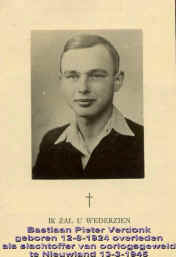 IK ZAL U WEDERZIEN
Bastiaan Pieter Verdonk
geboren 12-8-1924 overleden
als slachtoffer van oorlogsgeweld
te Nieuwland 13-3-1945